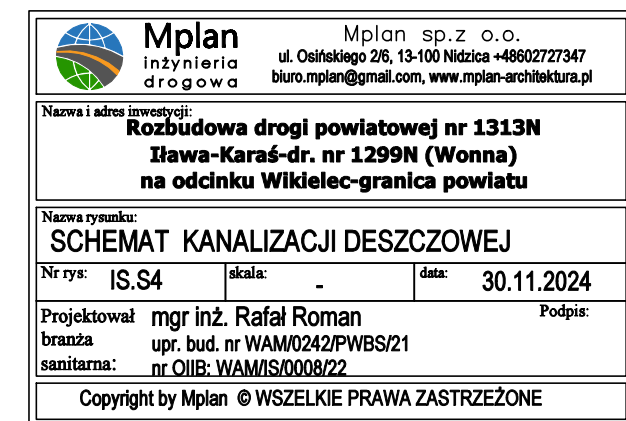 Mplan
inżynieria
drogowa
Mplan sp.z o.o.
ul. Osińskiego 2/6, 13-100 Nidzica +48602727347
biuro.mplan@gmail.com, www.mplan-architektura.pl
Nazwa i adres inwestycji:
Rozbudowa drogi powiatowej nr 1313N
Iława-Karaś-dr. nr 1299N (Wonna)
na odcinku Wikielec-granica powiatu
Nazwa rysunku:
SCHEMAT KANALIZACJI DESZCZOWEJ
Nr rys: IS.S4 skala: - data: 30.11.2024
Projektował mgr inż. Rafał Roman Podpis:
branża upr. bud. nr WAM/0242/PWBS/21
sanitarna: nr OIIB: WAM/IS/0008/22
Copyright by Mplan © WSZELKIE PRAWA ZASTRZEŻONE